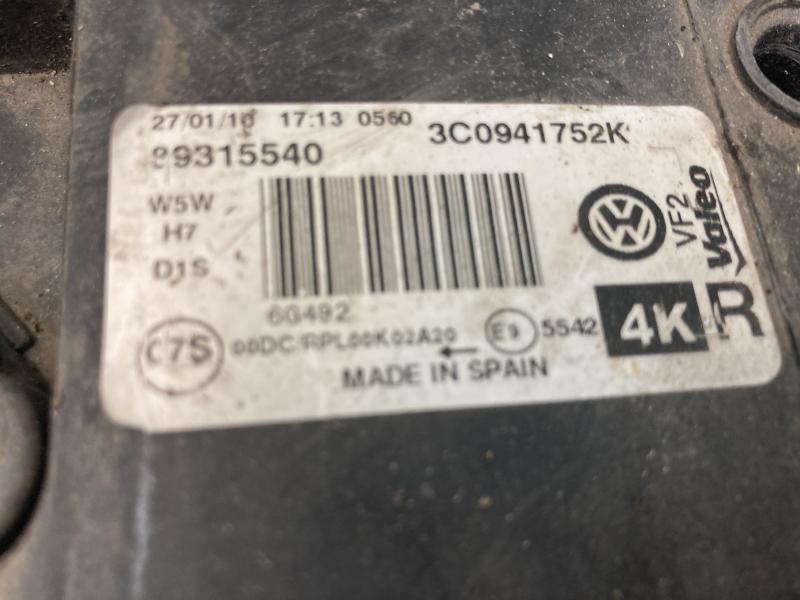 27/01/10 17:13 0560 3C0941752K
89315540
W5W
H7
D1S
6G492
VF2
Valeo
C7S 00DC/RPL00K02A20 E9 5542 4K R
MADE IN SPAIN